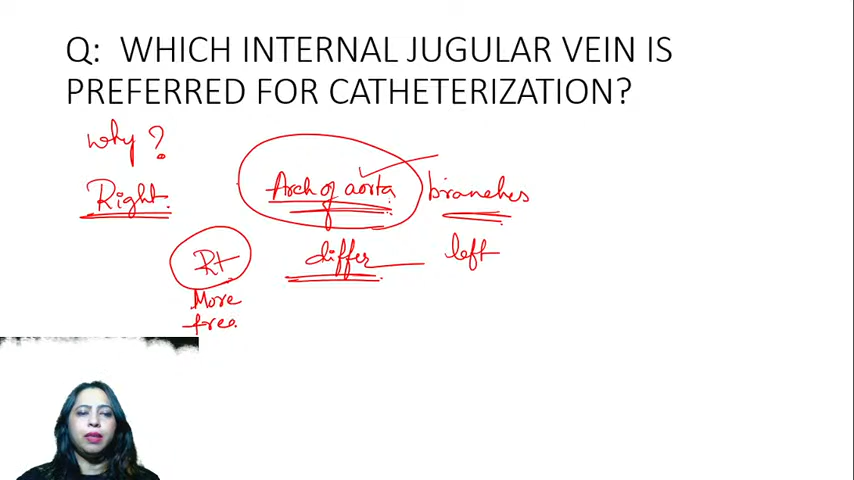 Q: WHICH INTERNAL JUGULAR VEIN IS
PREFERRED FOR CATHETERIZATION?
why?
Right
Arch of aorta
branches
Rt
differ
left
More
free